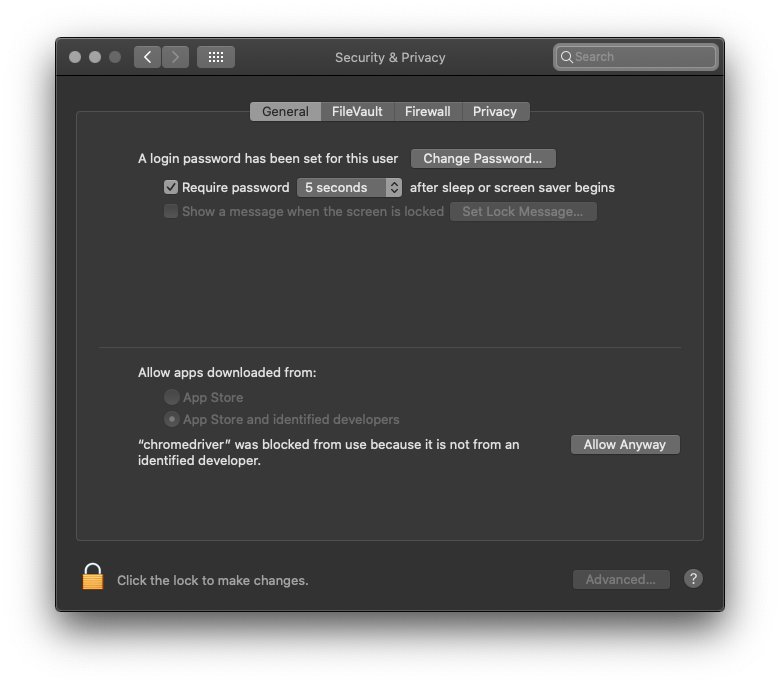 Security & Privacy
Search
General
FileVault
Firewall
Privacy
A login password has been set for this user
Change Password...
Require password
5 seconds
after sleep or screen saver begins
Show a message when the screen is locked
Set Lock Message...
Allow apps downloaded from:
App Store
App Store and identified developers
“chromedriver” was blocked from use because it is not from an
identified developer.
Allow Anyway
Click the lock to make changes.
Advanced...
?